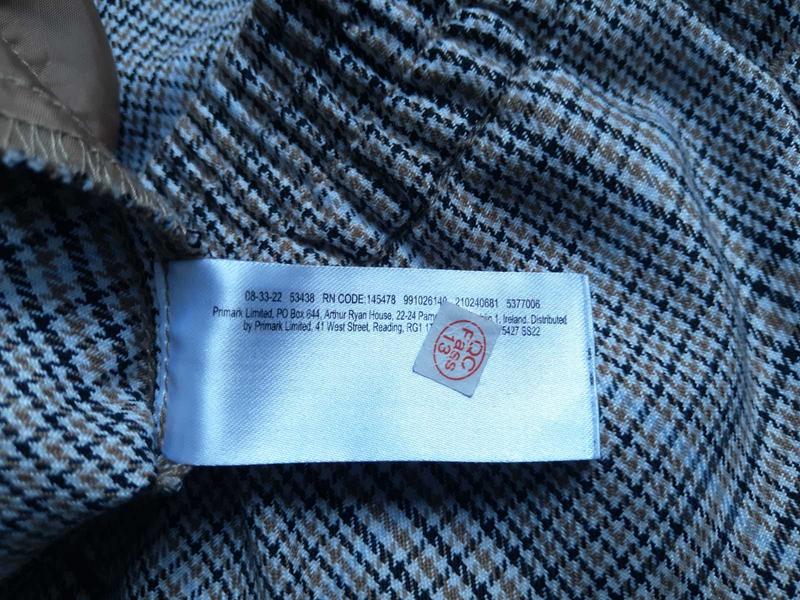 08-33-22 53438 RN CODE:145478 991026140 210240681 5377006
Primark Limited, PO Box 644, Arthur Ryan House, 22-24 1, Ireland. Distributed
by Primark Limited, 41 West Street, Reading, RG1 5427 SS22
QC
Pass
13